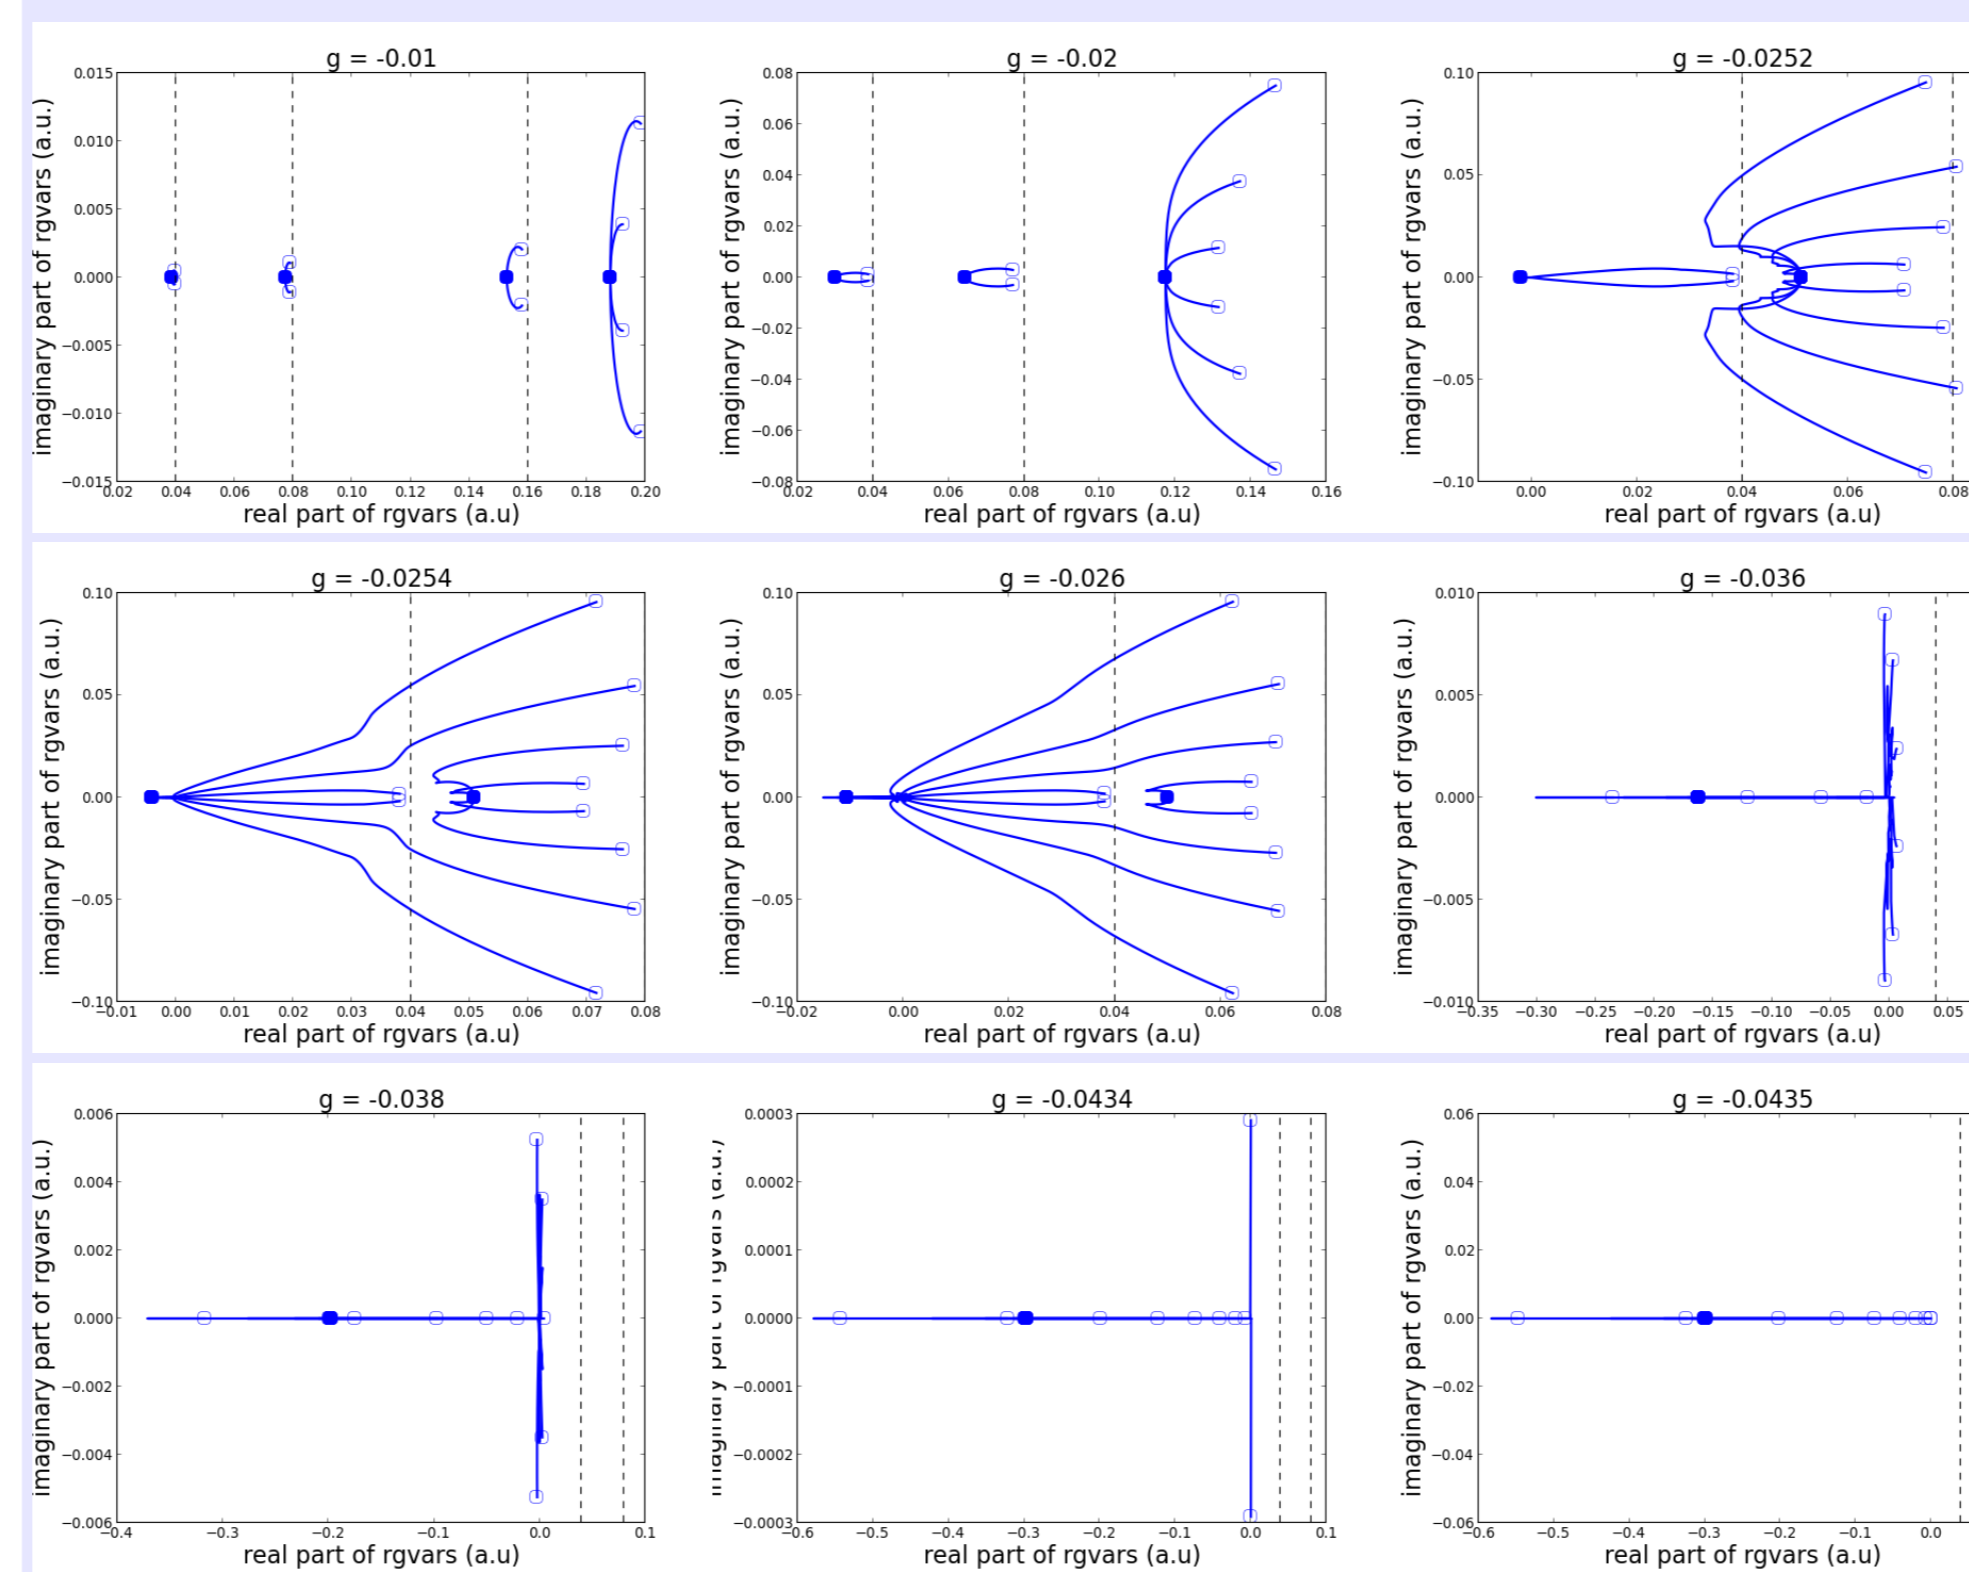 g = -0.01
0.015
0.010
0.005
0.000
−0.005
−0.010
−0.015
0.02 0.04 0.06 0.08 0.10 0.12 0.14 0.16 0.18 0.20
imaginary part of rgvars (a.u.)
real part of rgvars (a.u)
g = -0.02
0.08
0.06
0.04
0.02
0.00
−0.02
−0.04
−0.06
−0.08
0.02 0.04 0.06 0.08 0.10 0.12 0.14 0.16
imaginary part of rgvars (a.u.)
real part of rgvars (a.u)
g = -0.0252
0.10
0.05
0.00
−0.05
−0.10
0.00 0.02 0.04 0.06 0.08
imaginary part of rgvars (a.u.)
real part of rgvars (a.u)
g = -0.0254
0.10
0.05
0.00
−0.05
−0.10
−0.01 0.00 0.01 0.02 0.03 0.04 0.05 0.06 0.07 0.08
imaginary part of rgvars (a.u.)
real part of rgvars (a.u)
g = -0.026
0.10
0.05
0.00
−0.05
−0.10
−0.02 0.00 0.02 0.04 0.06 0.08
imaginary part of rgvars (a.u.)
real part of rgvars (a.u)
g = -0.036
0.010
0.005
0.000
−0.005
−0.010
−0.35 −0.30 −0.25 −0.20 −0.15 −0.10 −0.05 0.00 0.05
imaginary part of rgvars (a.u.)
real part of rgvars (a.u)
g = -0.038
0.006
0.004
0.002
0.000
−0.002
−0.004
−0.006
−0.4 −0.3 −0.2 −0.1 0.0 0.1
imaginary part of rgvars (a.u.)
real part of rgvars (a.u)
g = -0.0434
0.0003
0.0002
0.0001
0.0000
−0.0001
−0.0002
−0.0003
−0.6 −0.5 −0.4 −0.3 −0.2 −0.1 0.0 0.1
imaginary part of rgvars (a.u.)
real part of rgvars (a.u)
g = -0.0435
0.06
0.04
0.02
0.00
−0.02
−0.04
−0.06
−0.6 −0.5 −0.4 −0.3 −0.2 −0.1 0.0
imaginary part of rgvars (a.u.)
real part of rgvars (a.u)